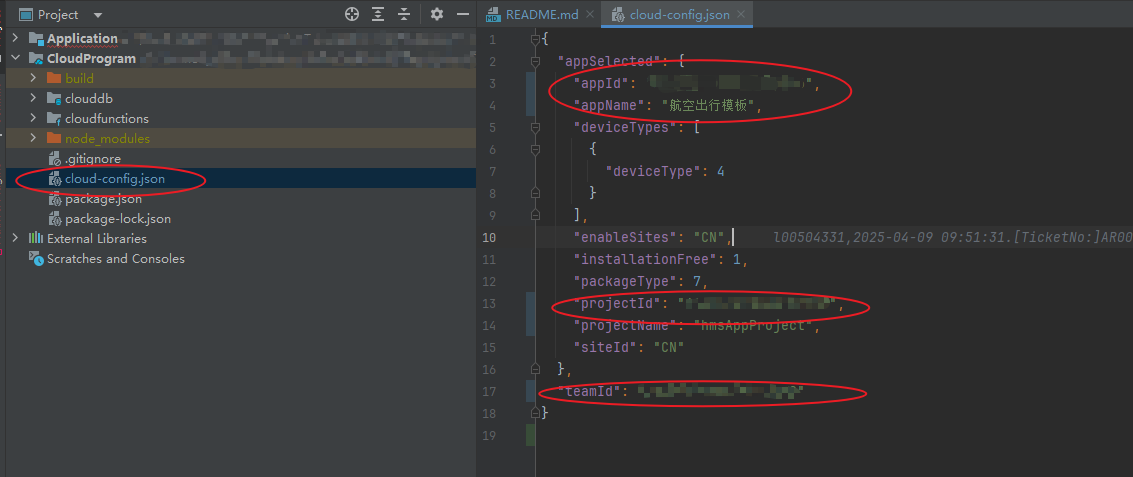 Project
Application
CloudProgram
build
clouddb
cloudfunctions
node_modules
.gitignore
cloud-config.json
package.json
package-lock.json
External Libraries
Scratches and Consoles
README.md
cloud-config.json
1 {
2 "appSelected": {
3 "appId": ",
4 "appName": "航空出行模板",
5 "deviceTypes": [
6 {
7 "deviceType": 4
8 }
9 ],
10 "enableSites": "CN", l00504331,2025-04-09 09:51:31.[TicketNo:]AR00
11 "installationFree": 1,
12 "packageType": 7,
13 "projectId": "",
14 "projectName": "hmsAppProject",
15 "siteId": "CN"
16 },
17 "teamId": "
18 }
19